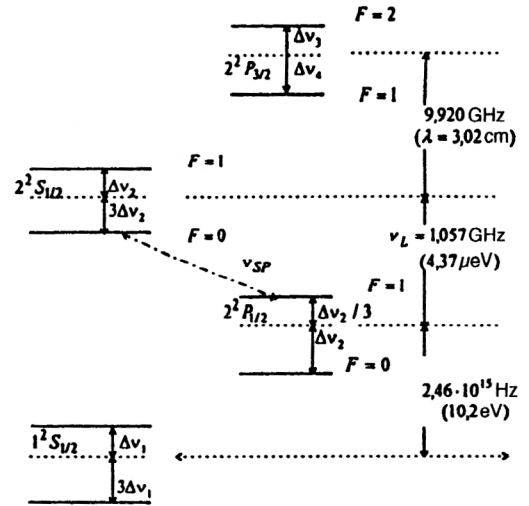 F = 2
Δν₃
2²P₃/₂
Δν₄
F = 1
9,920 GHz
(λ = 3,02 cm)
F = 1
2²S₁/₂
Δν₂
3Δν₂
F = 0
ν_L = 1,057 GHz
(4,37 μeV)
ν_SP
F = 1
2²P₁/₂
Δν₂ / 3
Δν₂
F = 0
2,46·10¹⁵ Hz
(10,2 eV)
1²S₁/₂
Δν₁
3Δν₁